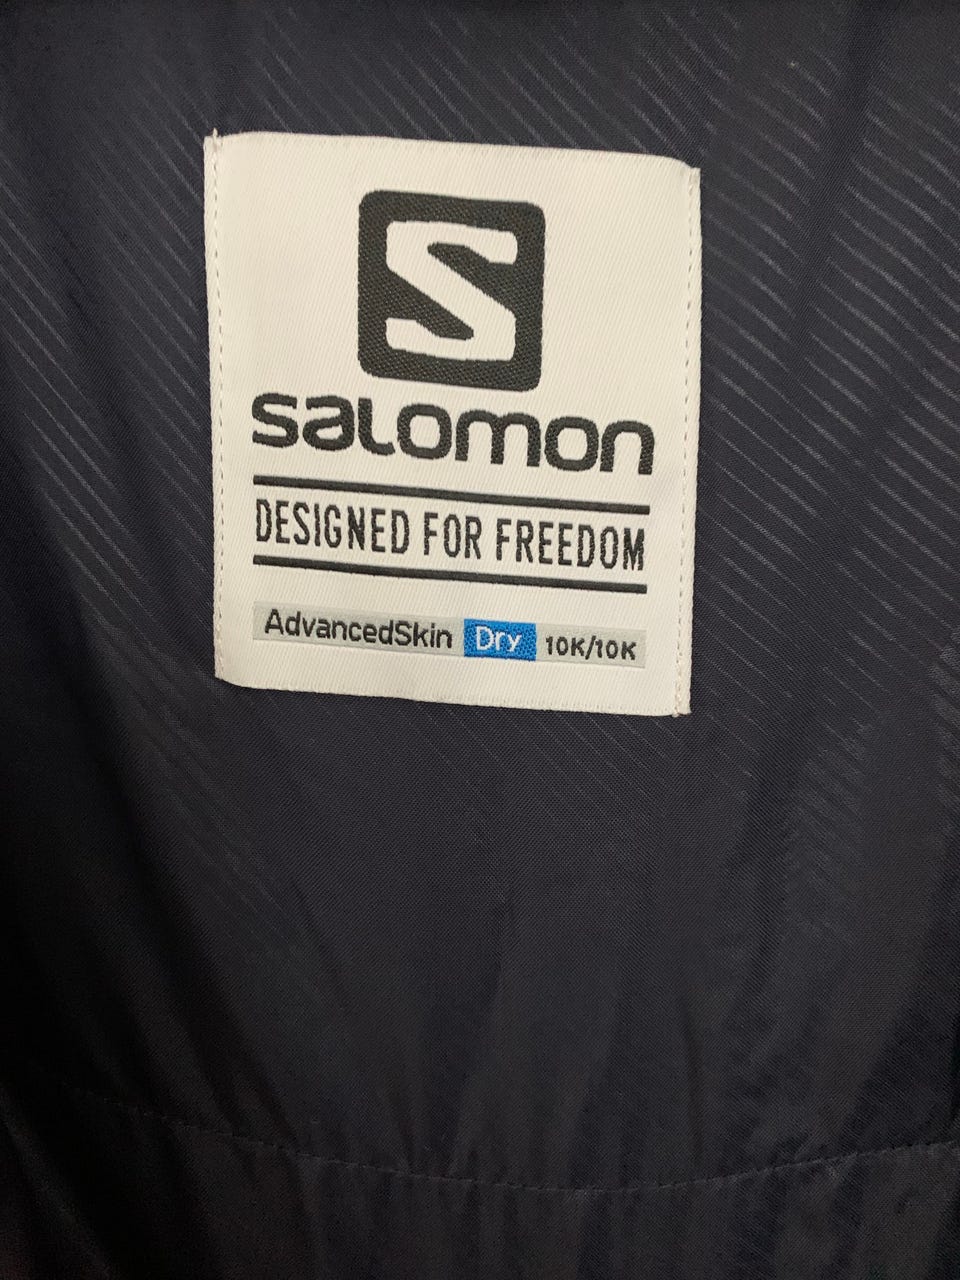 S
salomon
DESIGNED FOR FREEDOM
AdvancedSkin Dry 10K/10K